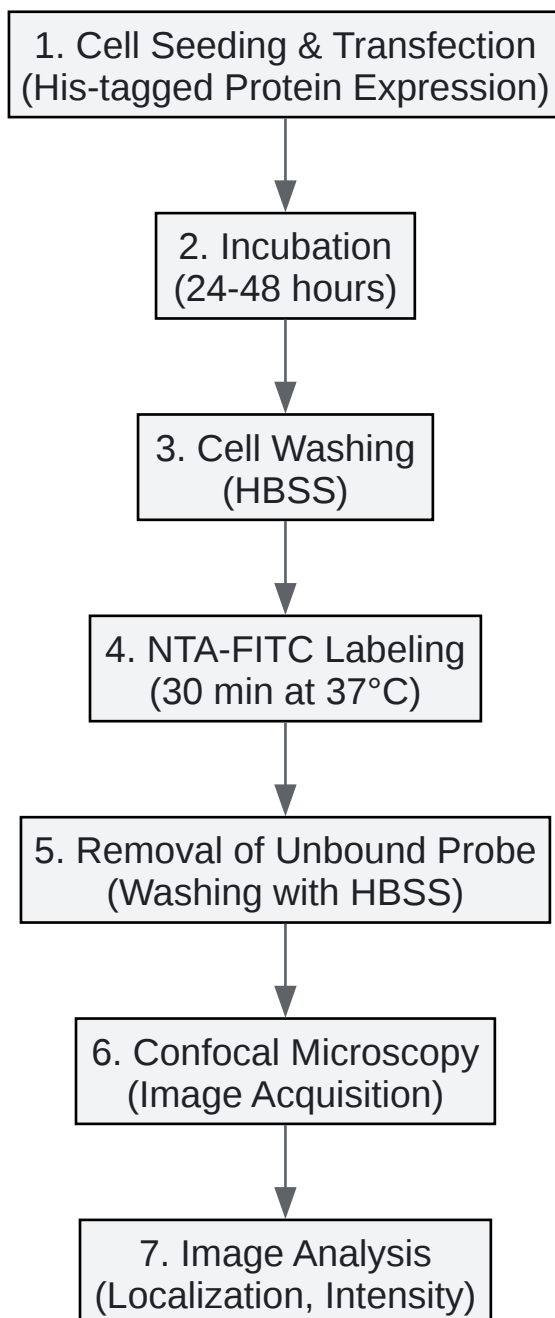 1. Cell Seeding & Transfection
(His-tagged Protein Expression)
2. Incubation
(24-48 hours)
3. Cell Washing
(HBSS)
4. NTA-FITC Labeling
(30 min at 37°C)
5. Removal of Unbound Probe
(Washing with HBSS)
6. Confocal Microscopy
(Image Acquisition)
7. Image Analysis
(Localization, Intensity)